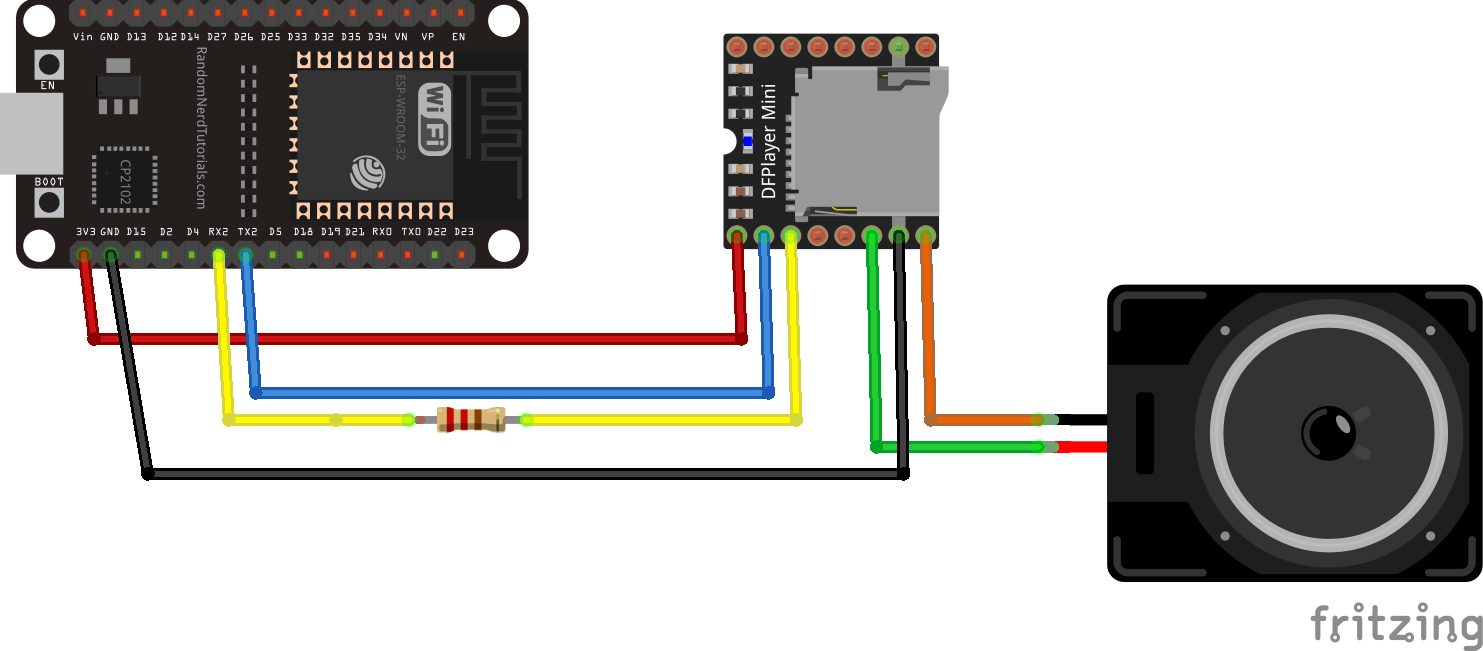 Vin GND D13 D12 D14 D27 D26 D25 D33 D32 D35 D34 VN VP EN
EN
RandomNerdTutorials.com
ESP-WROOM-32
Wi Fi
CP2102
BOOT
3V3 GND D15 D2 D4 RX2 TX2 D5 D18 D19 D21 RX0 TX0 D22 D23
DFPlayer Mini
fritzing